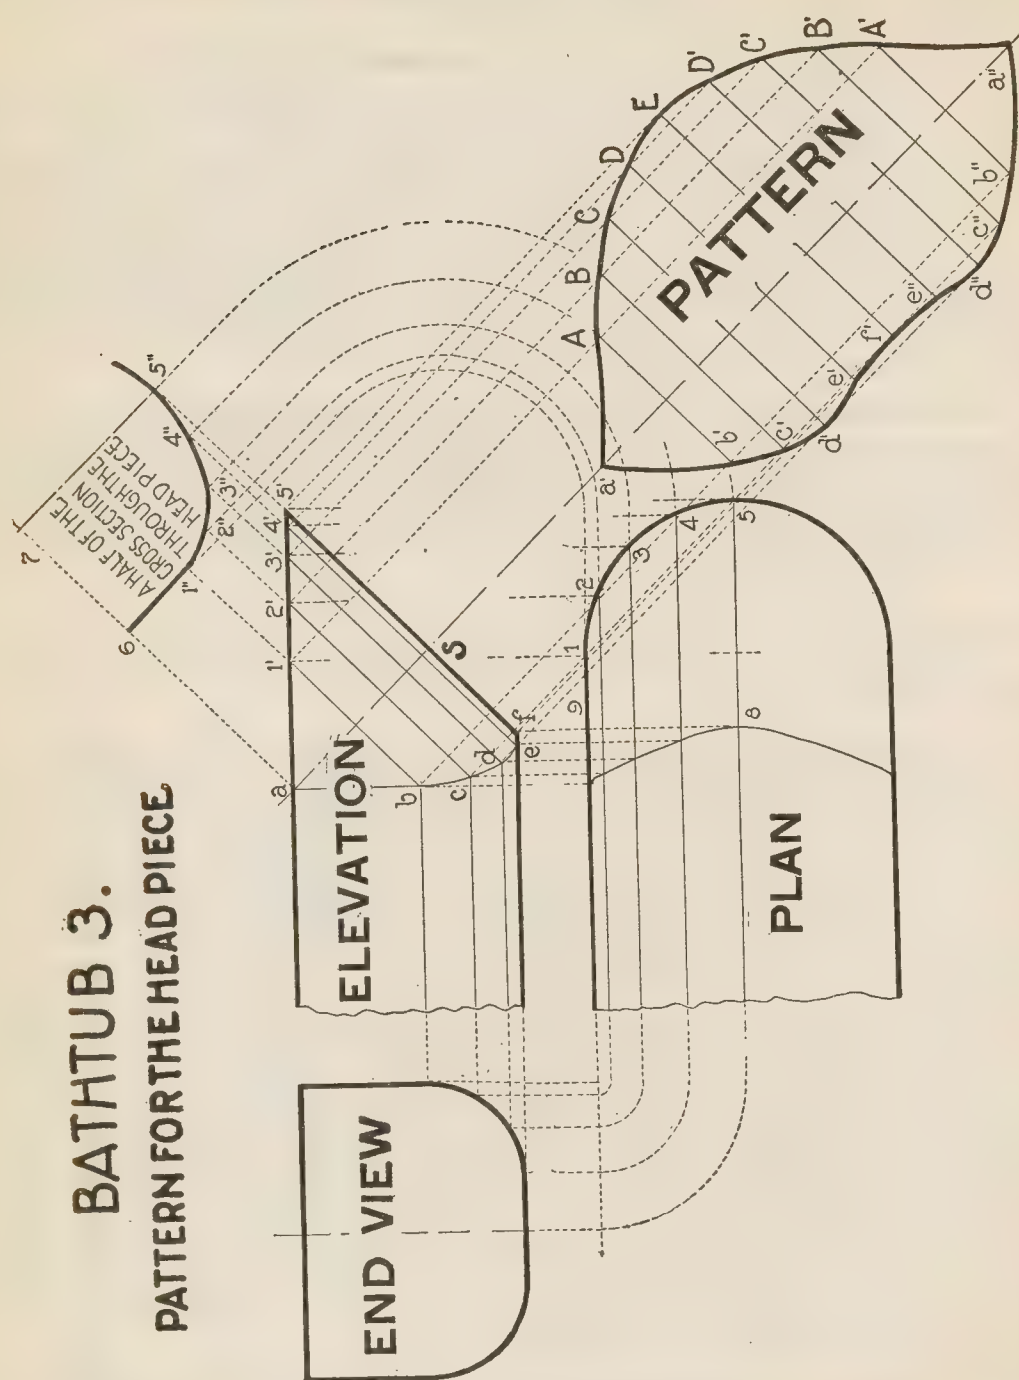 BATHTUB 3.
PATTERN FOR THE HEAD PIECE
END VIEW
ELEVATION
a
b
c
d
e
f
1'
2'
3'
4'
5'
S
6
7
A HALF OF THE
CROSS SECTION
THROUGH THE
HEAD PIECE
1"
2"
3"
4"
5"
PLAN
9
1
2
3
4
5
8
PATTERN
A
B
C
D
E
D'
C'
B'
A'
a'
b'
c'
d'
e'
f'
e"
d"
c"
b"
a"